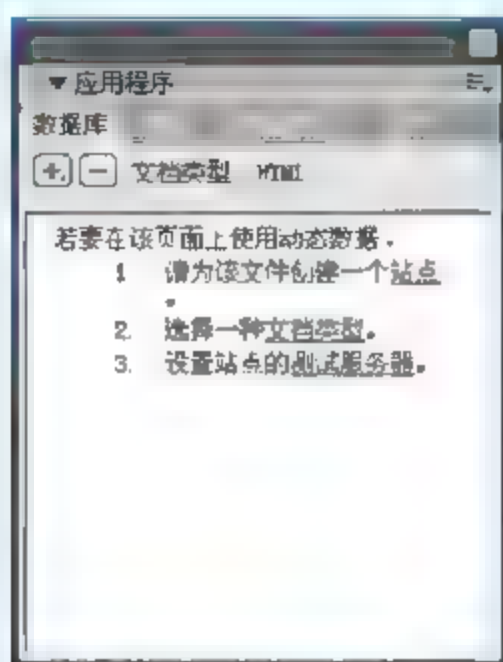 应用程序
数据库
文档类型 HTML
若要在该页面上使用动态数据:
1. 请为该文件创建一个站点
。
2. 选择一种文档类型。
3. 设置站点的测试服务器。